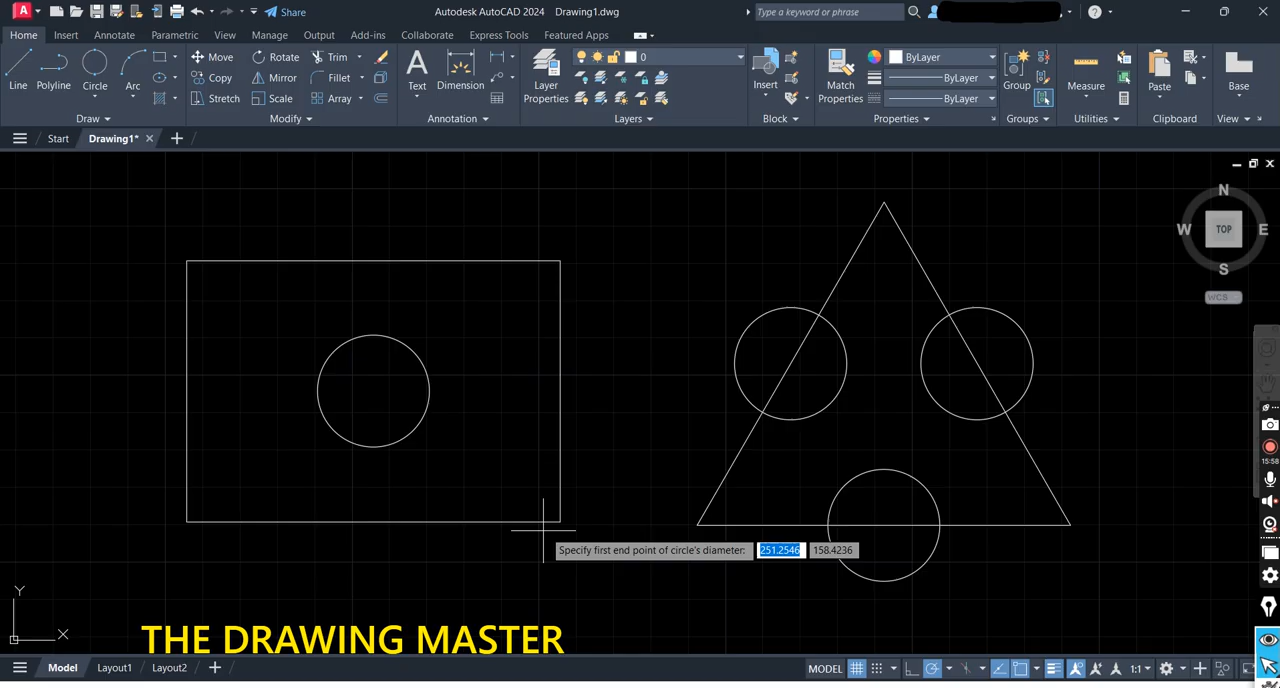 A Share Autodesk AutoCAD 2024 Drawing1.dwg Type a keyword or phrase ?
Home Insert Annotate Parametric View Manage Output Add-ins Collaborate Express Tools Featured Apps
Line Polyline Circle Arc Move Rotate Trim Text Dimension Layer Properties 0 Insert Match Properties ByLayer Group Measure Paste Base
Copy Mirror Fillet ByLayer
Stretch Scale Array ByLayer
Draw Modify Annotation Layers Block Properties Groups Utilities Clipboard View
Start Drawing1* +
N
W TOP E
S
WCS
15:58
Specify first end point of circle's diameter: 251.2546 158.4236
Y
X
THE DRAWING MASTER
Model Layout1 Layout2 + MODEL 1:1